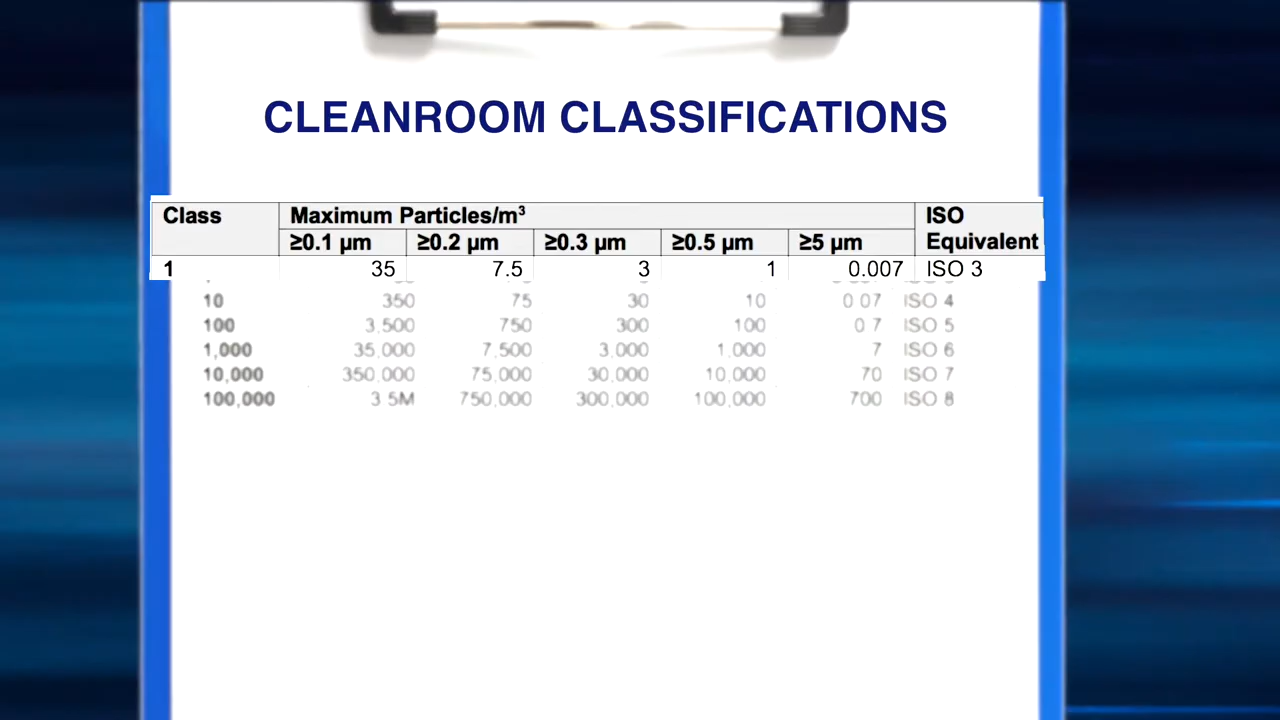 CLEANROOM CLASSIFICATIONS
Class Maximum Particles/m³ ISO Equivalent
≥0.1 µm ≥0.2 µm ≥0.3 µm ≥0.5 µm ≥5 µm
1 35 7.5 3 1 0.007 ISO 3
10 350 75 30 10 0 07 ISO 4
100 3,500 750 300 100 0 7 ISO 5
1,000 35,000 7,500 3,000 1,000 7 ISO 6
10,000 350,000 75,000 30,000 10,000 70 ISO 7
100,000 3 5M 750,000 300,000 100,000 700 ISO 8